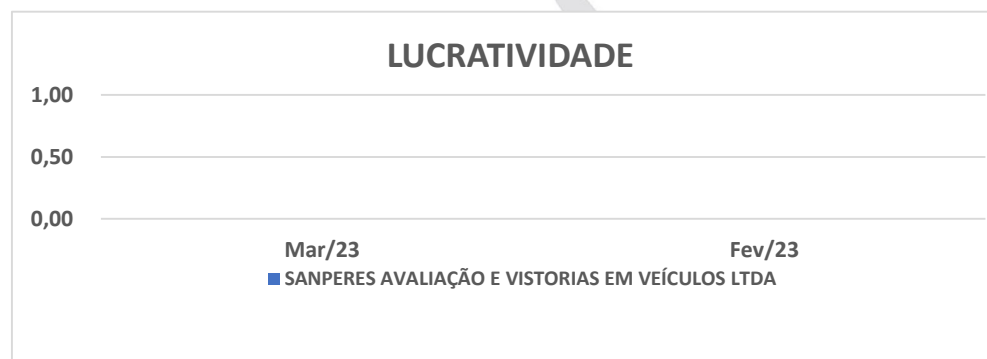 LUCRATIVIDADE
1,00
0,50
0,00
Mar/23 Fev/23
SANPERES AVALIAÇÃO E VISTORIAS EM VEÍCULOS LTDA